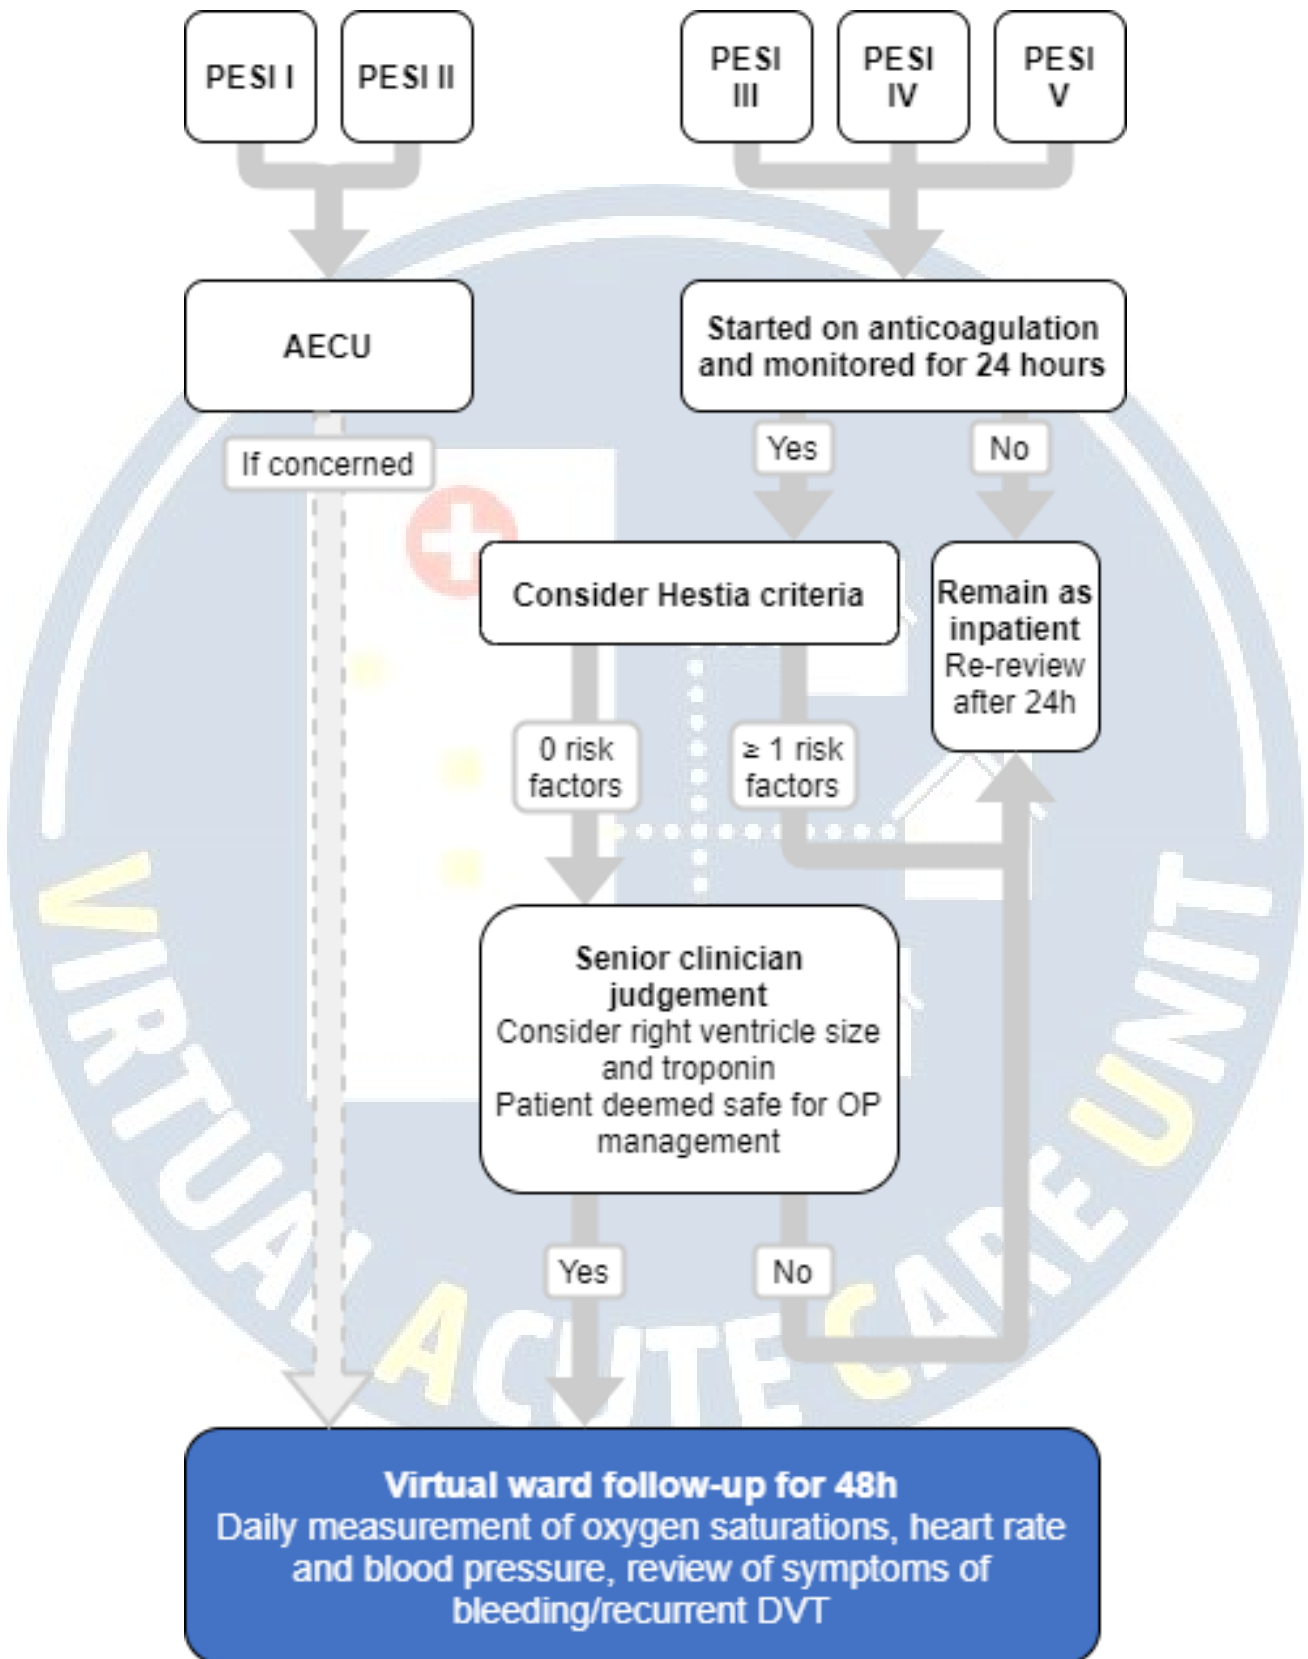 PESI I
PESI II
PESI
III
PESI
IV
PESI
V
AECU
Started on anticoagulation
and monitored for 24 hours
If concerned
Yes
No
Consider Hestia criteria
Remain as
inpatient
Re-review
after 24h
0 risk
factors
≥ 1 risk
factors
Senior clinician
judgement
Consider right ventricle size
and troponin
Patient deemed safe for OP
management
Yes
No
VIRTUAL ACUTE CARE UNIT
Virtual ward follow-up for 48h
Daily measurement of oxygen saturations, heart rate
and blood pressure, review of symptoms of
bleeding/recurrent DVT